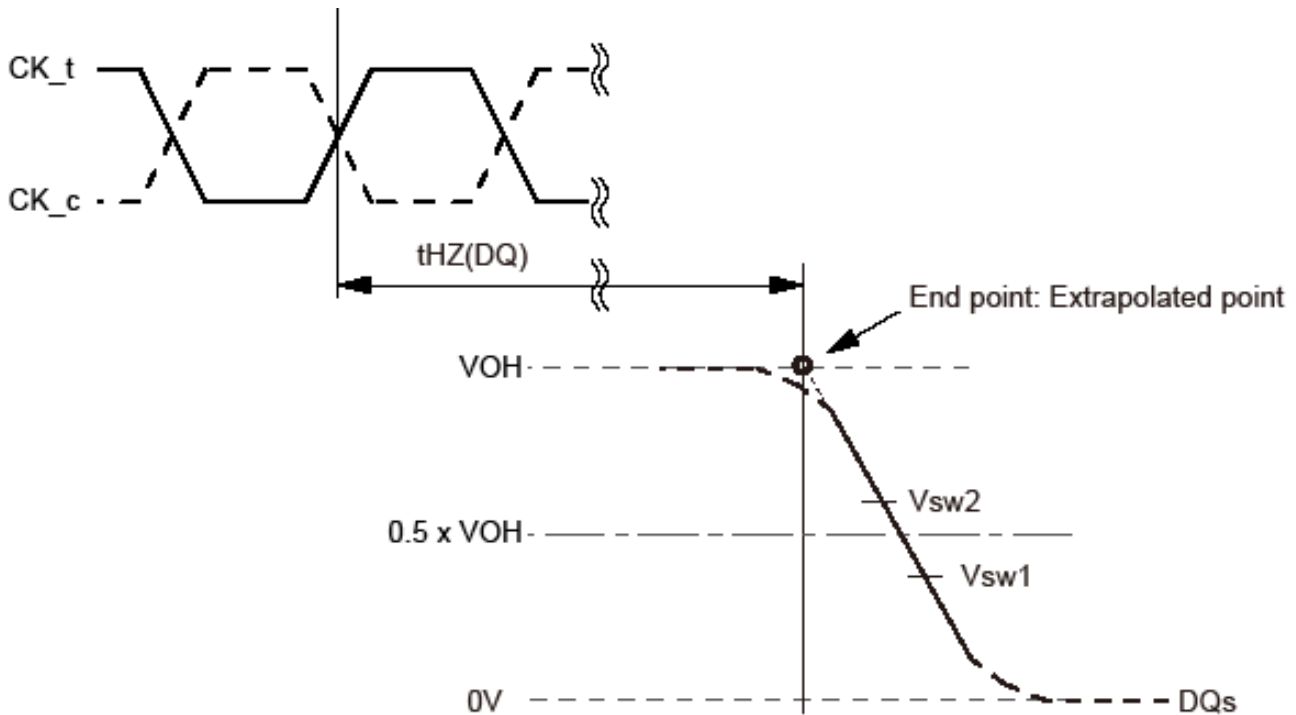 CK_t
CK_c
tHZ(DQ)
End point: Extrapolated point
VOH
Vsw2
0.5 x VOH
Vsw1
0V
DQs